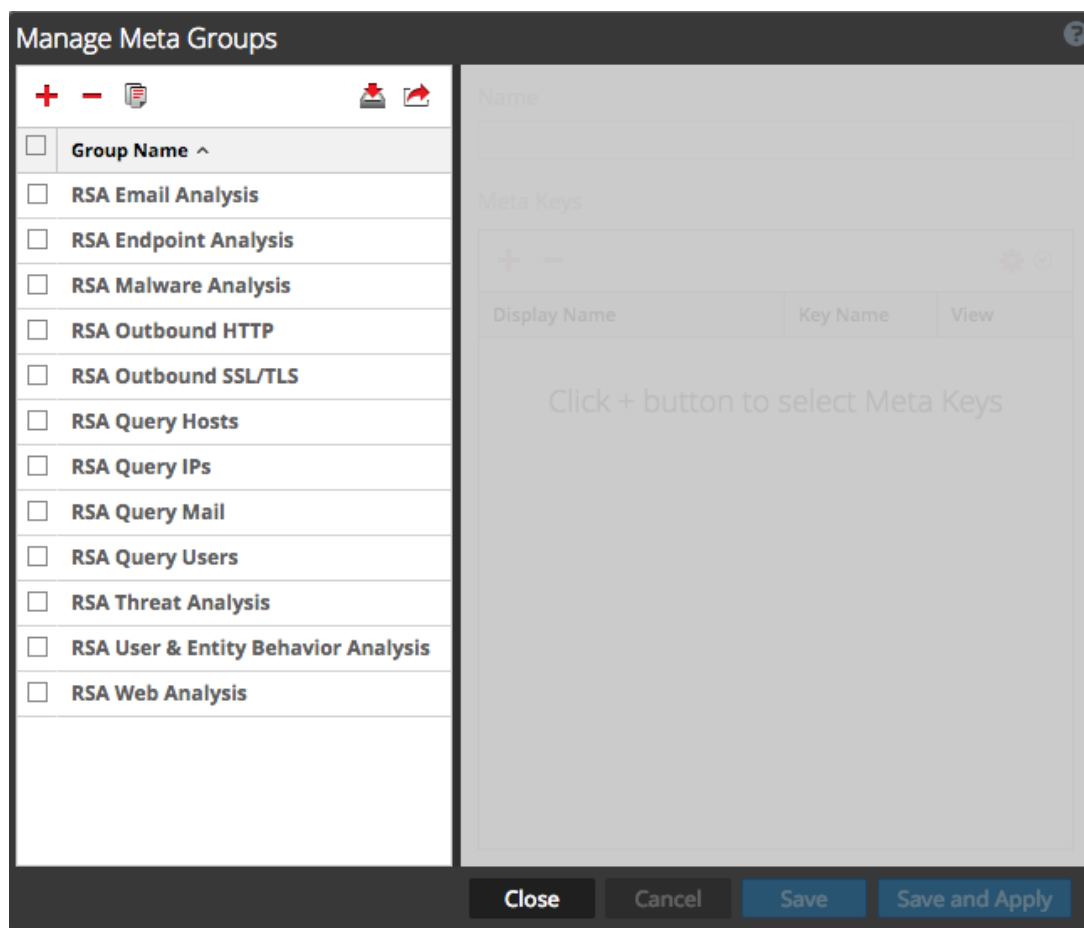 Manage Meta Groups
?
Group Name
RSA Email Analysis
RSA Endpoint Analysis
RSA Malware Analysis
RSA Outbound HTTP
RSA Outbound SSL/TLS
RSA Query Hosts
RSA Query IPs
RSA Query Mail
RSA Query Users
RSA Threat Analysis
RSA User & Entity Behavior Analysis
RSA Web Analysis
Name
Meta Keys
Display Name Key Name View
Click + button to select Meta Keys
Close Cancel Save Save and Apply